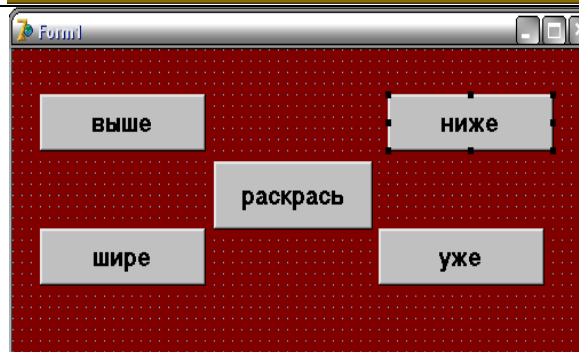 Form1
выше
ниже
раскрась
шире
уже